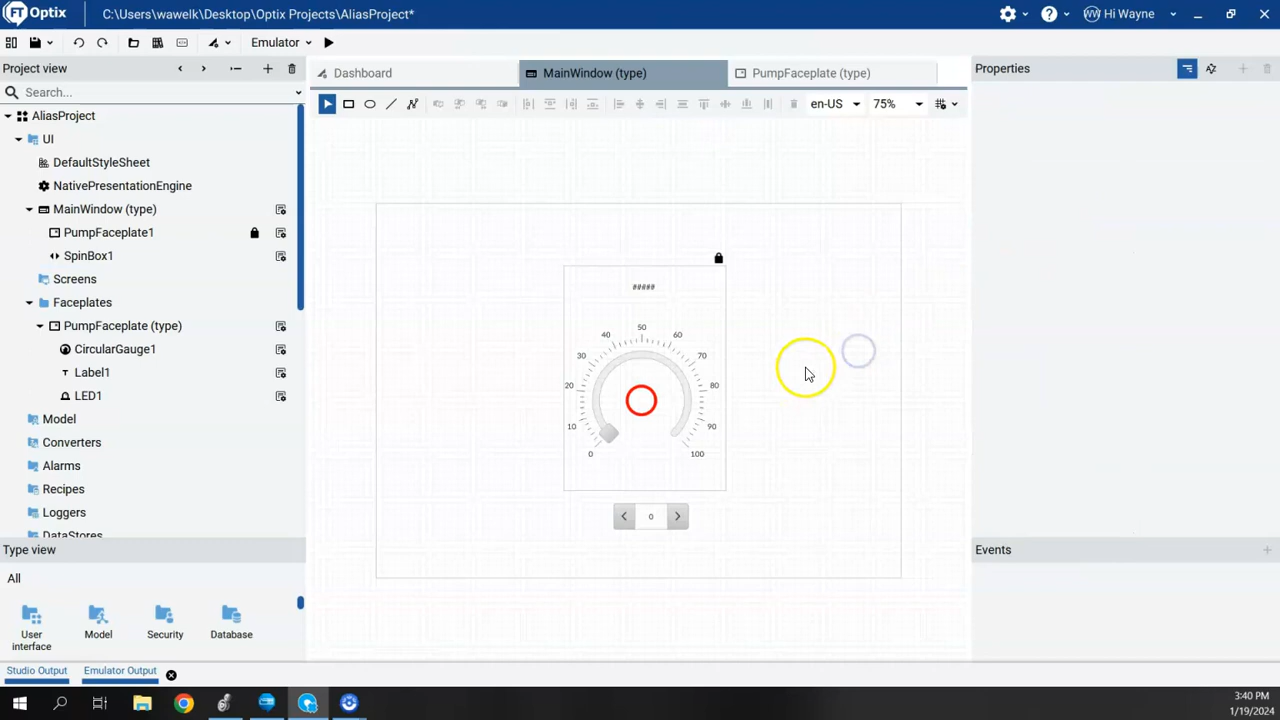 FT Optix
C:\Users\wawelk\Desktop\Optix Projects\AliasProject*
WW Hi Wayne
Emulator
Project view
Dashboard
MainWindow (type)
PumpFaceplate (type)
Properties
Search...
en-US
75%
AliasProject
UI
DefaultStyleSheet
NativePresentationEngine
MainWindow (type)
PumpFaceplate1
SpinBox1
Screens
Faceplates
PumpFaceplate (type)
CircularGauge1
Label1
LED1
Model
Converters
Alarms
Recipes
Loggers
DataStores
#####
0
10
20
30
40
50
60
70
80
90
100
0
Type view
All
User interface
Model
Security
Database
Events
Studio Output
Emulator Output
3:40 PM
1/19/2024